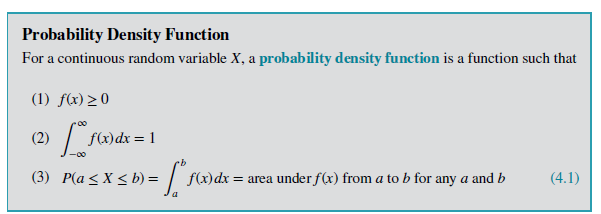 Probability Density Function
For a continuous random variable X, a probability density function is a function such that
(1) f(x) ≥ 0
(2) ∫_{−∞}^{∞} f(x) dx = 1
(3) P(a ≤ X ≤ b) = ∫_a^b f(x) dx = area under f(x) from a to b for any a and b (4.1)